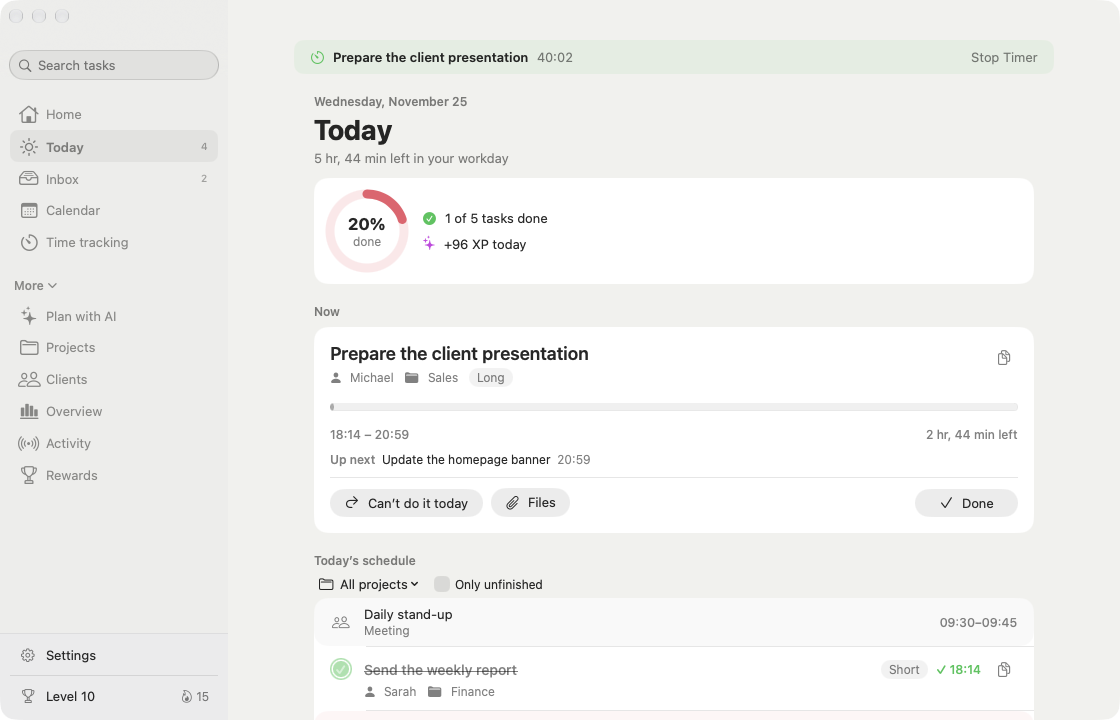 Search tasks
Home
Today 4
Inbox 2
Calendar
Time tracking
More
Plan with AI
Projects
Clients
Overview
Activity
Rewards
Settings
Level 10 15
Prepare the client presentation 40:02 Stop Timer
Wednesday, November 25
Today
5 hr, 44 min left in your workday
20%
done
1 of 5 tasks done
+96 XP today
Now
Prepare the client presentation
Michael Sales Long
18:14 – 20:59 2 hr, 44 min left
Up next Update the homepage banner 20:59
Can't do it today Files Done
Today's schedule
All projects Only unfinished
Daily stand-up
Meeting
09:30–09:45
Send the weekly report Short 18:14
Sarah Finance